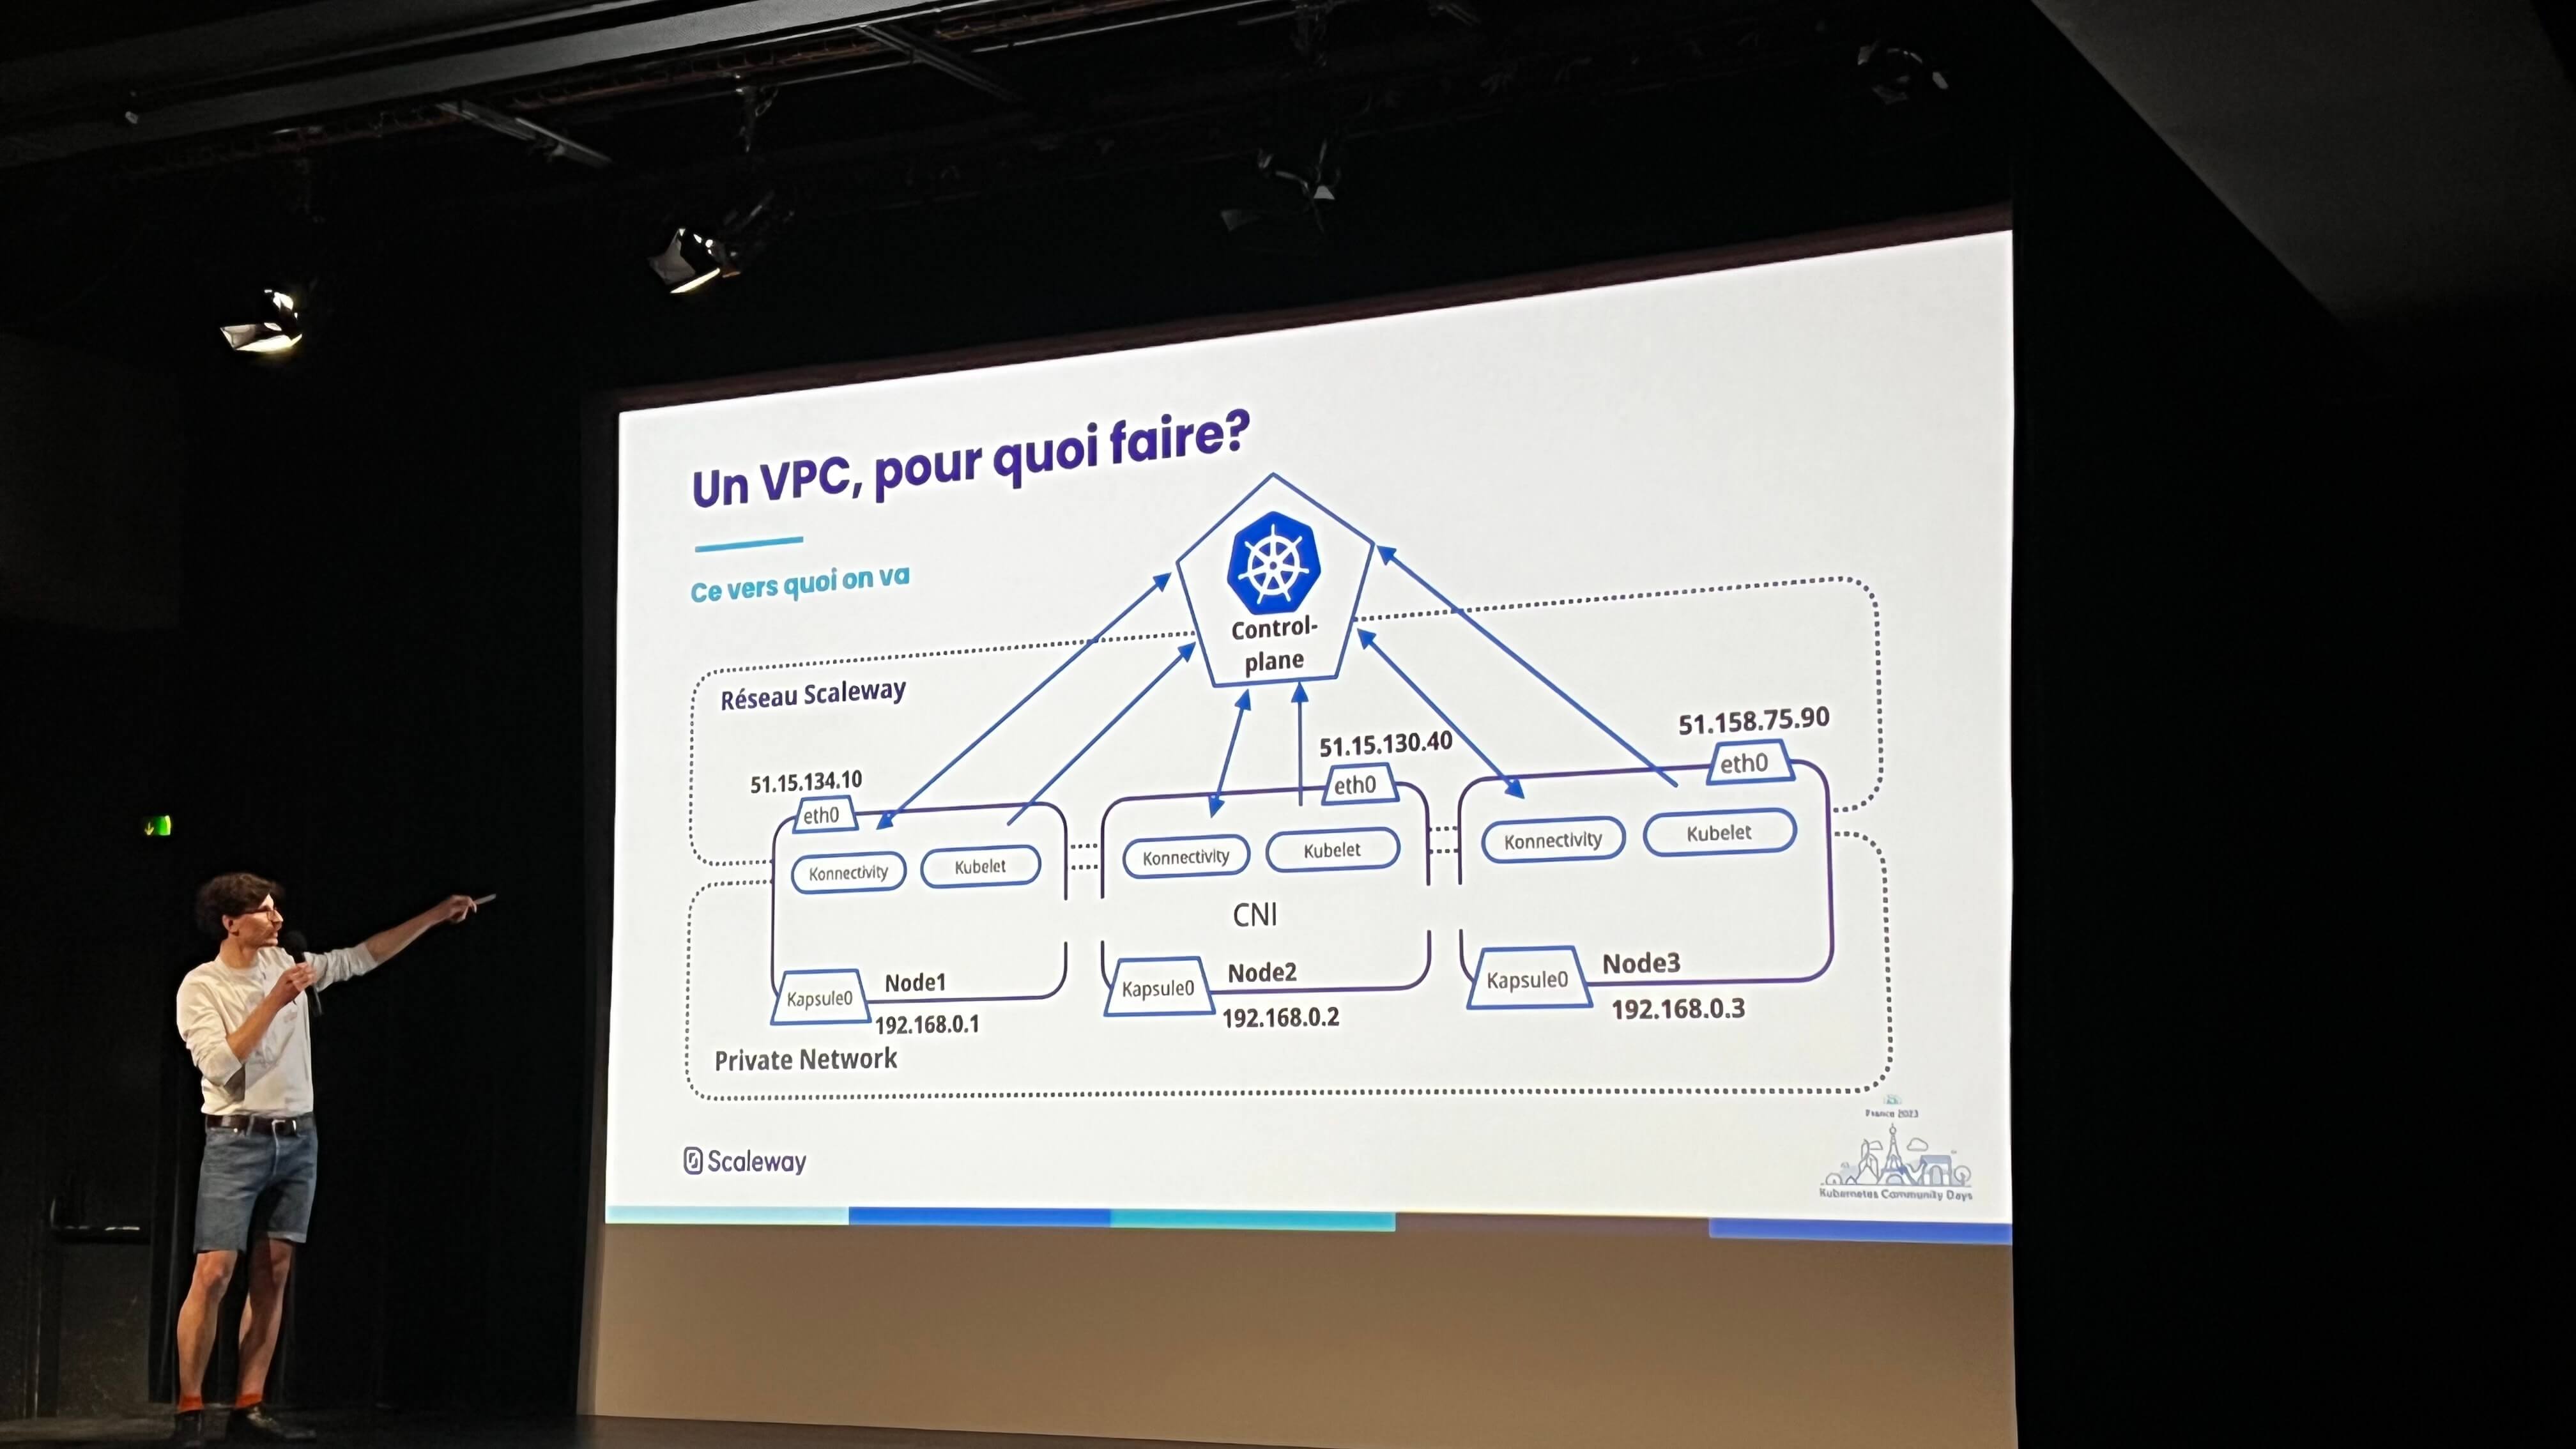 Un VPC, pour quoi faire?
Ce vers quoi on va
Control-
plane
Réseau Scaleway
51.15.134.10
eth0
Konnectivity
Kubelet
Kapsule0
Node1
192.168.0.1
51.15.130.40
eth0
Konnectivity
Kubelet
CNI
Kapsule0
Node2
192.168.0.2
51.158.75.90
eth0
Konnectivity
Kubelet
Kapsule0
Node3
192.168.0.3
Private Network
Scaleway
France 2023
Kubernetes Community Days